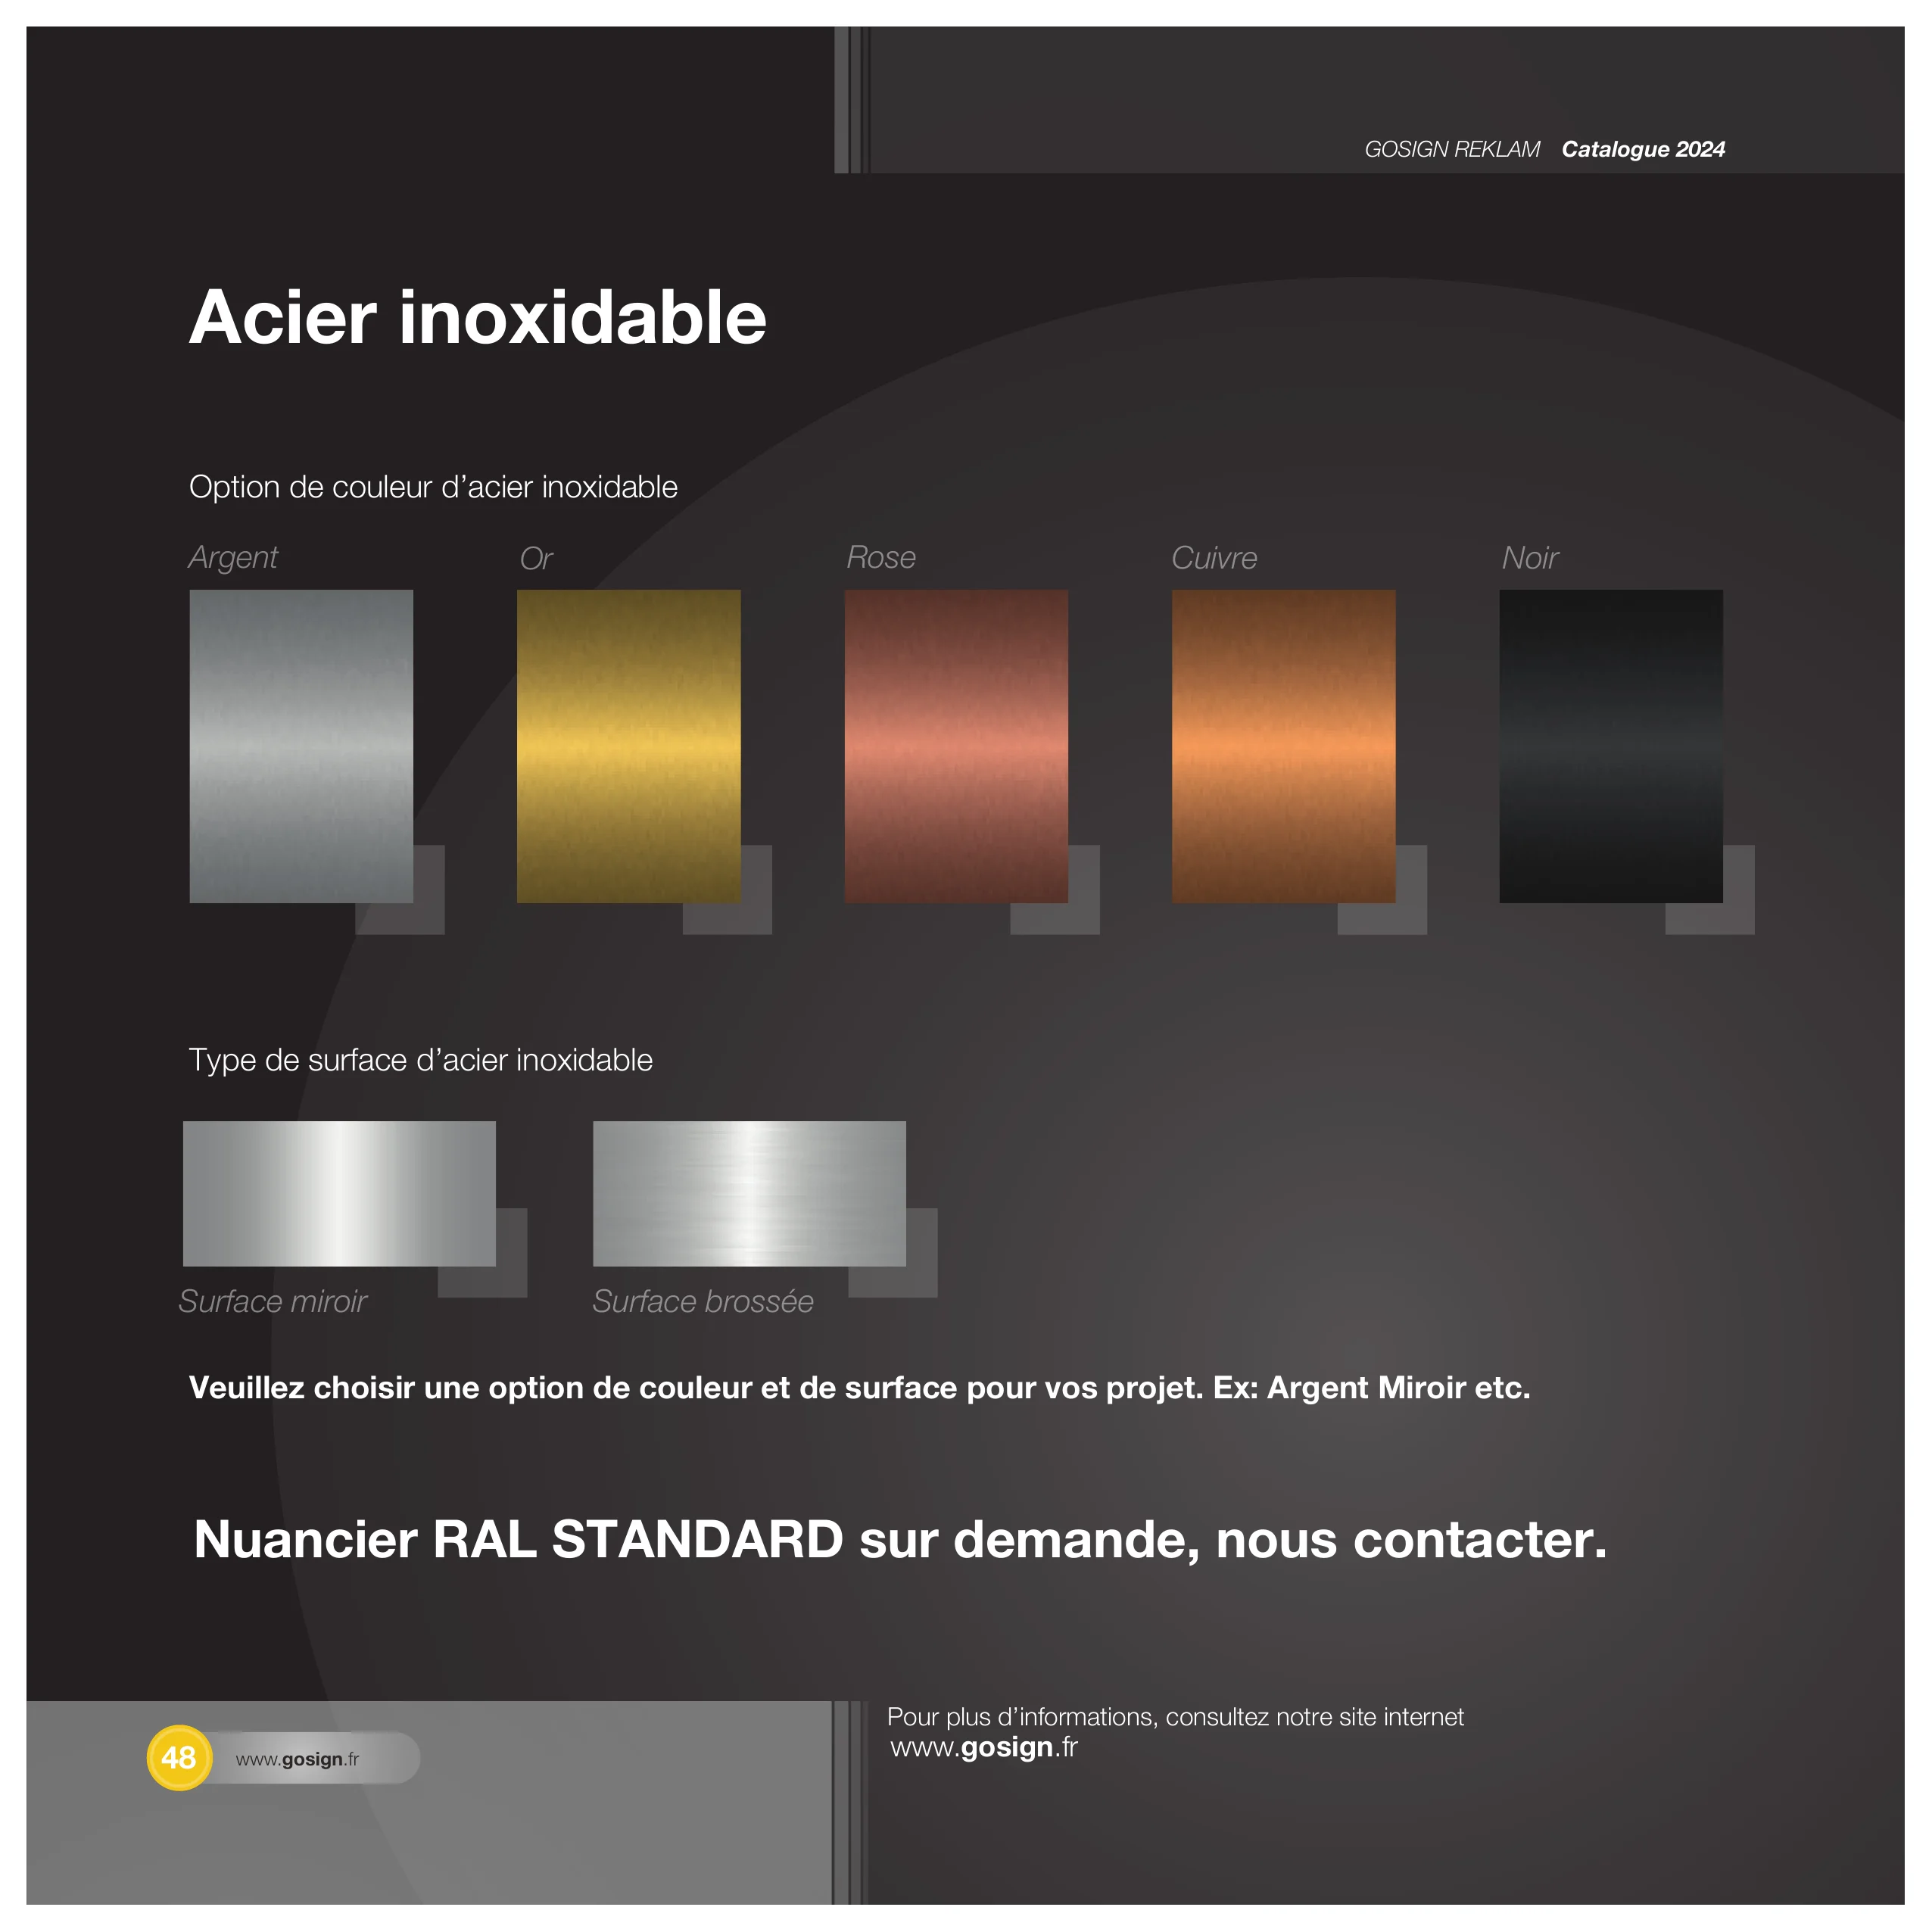 GOSIGN REKLAM Catalogue 2024
Acier inoxidable
Option de couleur d’acier inoxidable
Argent Or Rose Cuivre Noir
Type de surface d’acier inoxidable
Surface miroir Surface brossée
Veuillez choisir une option de couleur et de surface pour vos projet. Ex: Argent Miroir etc.
Nuancier RAL STANDARD sur demande, nous contacter.
Pour plus d’informations, consultez notre site internet
www.gosign.fr
48 www.gosign.fr